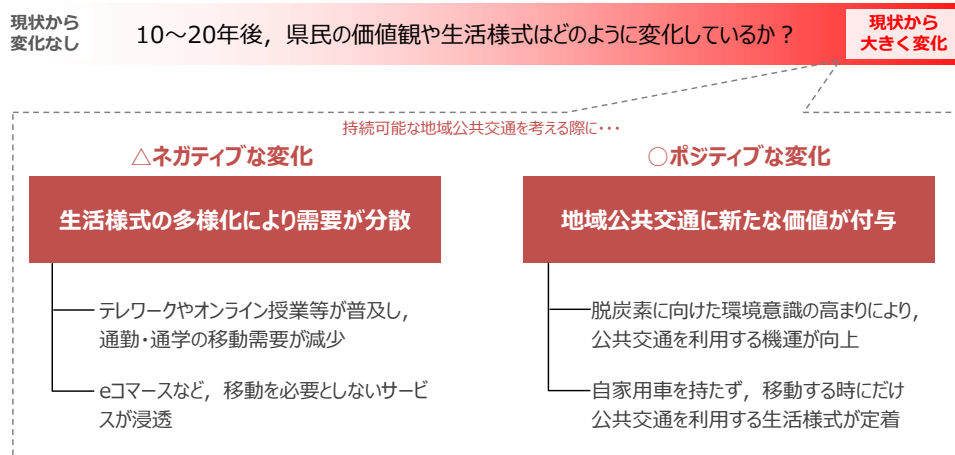 現状から
変化なし
10~20年後,県民の価値観や生活様式はどのように変化しているか?
現状から
大きく変化
持続可能な地域公共交通を考える際に・・・
△ネガティブな変化
生活様式の多様化により需要が分散
テレワークやオンライン授業等が普及し,
通勤・通学の移動需要が減少
eコマースなど,移動を必要としないサービ
スが浸透
○ポジティブな変化
地域公共交通に新たな価値が付与
脱炭素に向けた環境意識の高まりにより,
公共交通を利用する機運が向上
自家用車を持たず,移動する時にだけ
公共交通を利用する生活様式が定着